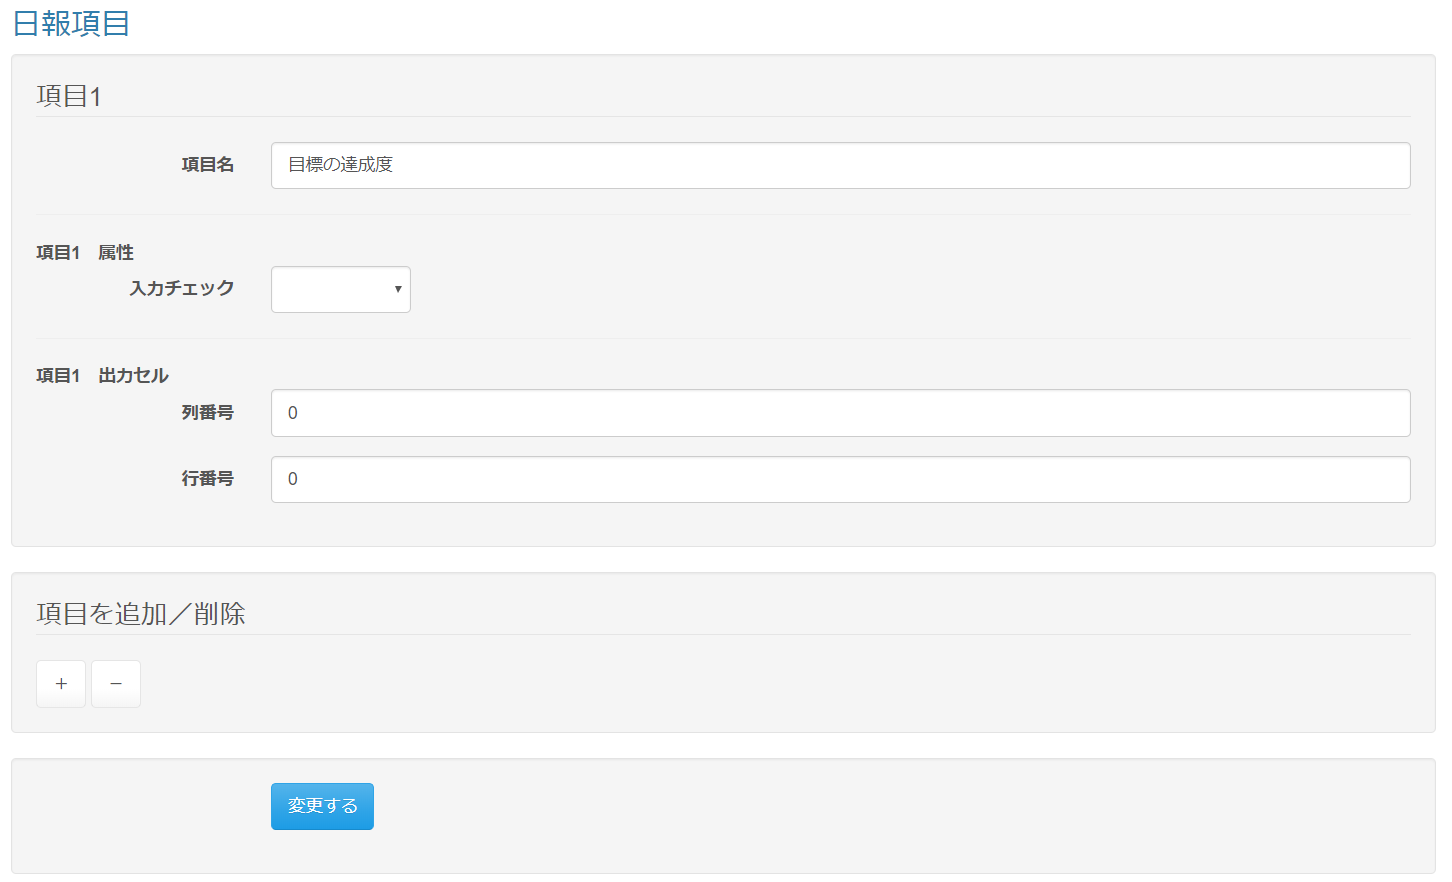 日報項目
項目1
項目名
目標の達成度
項目1　属性
入力チェック
項目1　出力セル
列番号
0
行番号
0
項目を追加／削除
+
−
変更する